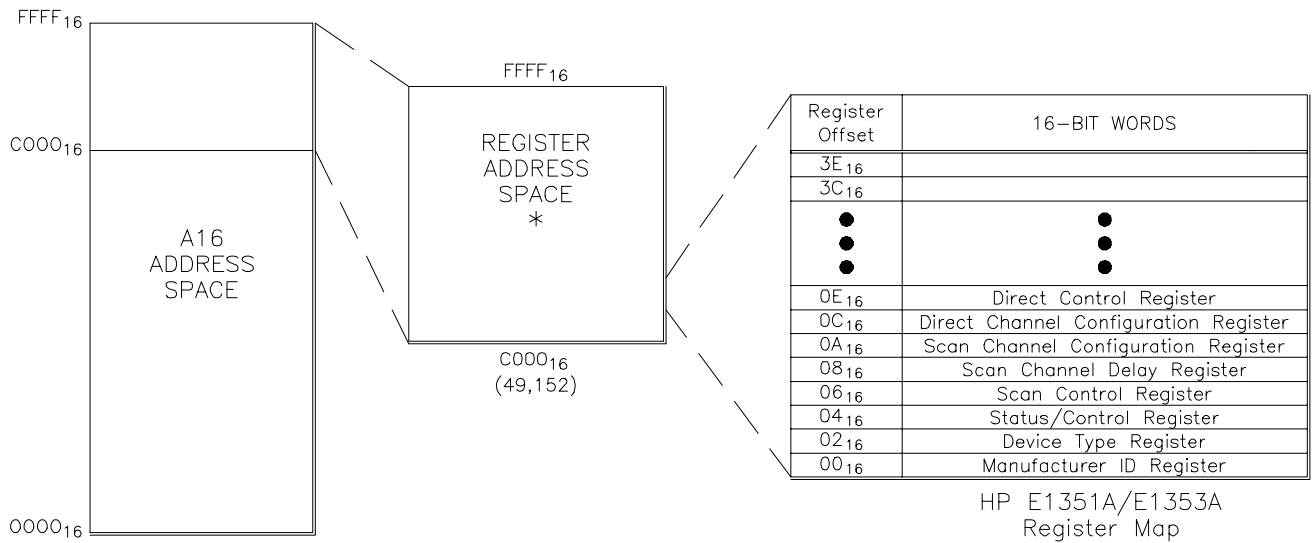 FFFF16
C00016
A16
ADDRESS
SPACE
000016
FFFF16
REGISTER
ADDRESS
SPACE
*
C00016
(49,152)
Register
Offset
16-BIT WORDS
3E16
3C16
0E16 Direct Control Register
0C16 Direct Channel Configuration Register
0A16 Scan Channel Configuration Register
0816 Scan Channel Delay Register
0616 Scan Control Register
0416 Status/Control Register
0216 Device Type Register
0016 Manufacturer ID Register
HP E1351A/E1353A
Register Map